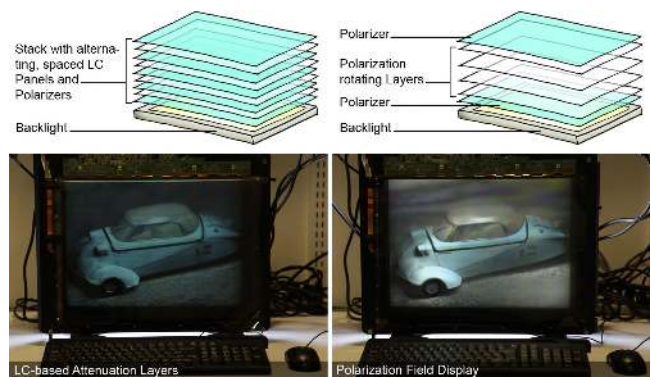 Stack with alterna-
ting, spaced LC
Panels and
Polarizers
Backlight
Polarizer
Polarization
rotating Layers
Polarizer
Backlight
LC-based Attenuation Layers
Polarization Field Display